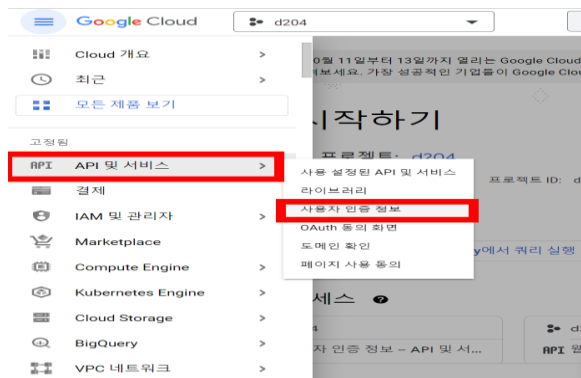 Google Cloud
d204
Cloud 개요
최근
모든 제품 보기
고정됨
API API 및 서비스
결제
IAM 및 관리자
Marketplace
Compute Engine
Kubernetes Engine
Cloud Storage
BigQuery
VPC 네트워크
사용 설정된 API 및 서비스
라이브러리
사용자 인증 정보
OAuth 동의 화면
도메인 확인
페이지 사용 동의
월 11일부터 13일까지 열리는 Google Cloud
보세요. 가장 성공적인 기업들이 Google Clou
시작하기
프로젝트: d204
프로젝트 ID: d
y에서 쿼리 실행
세스
자 인증 정보 – API 및 서...
API